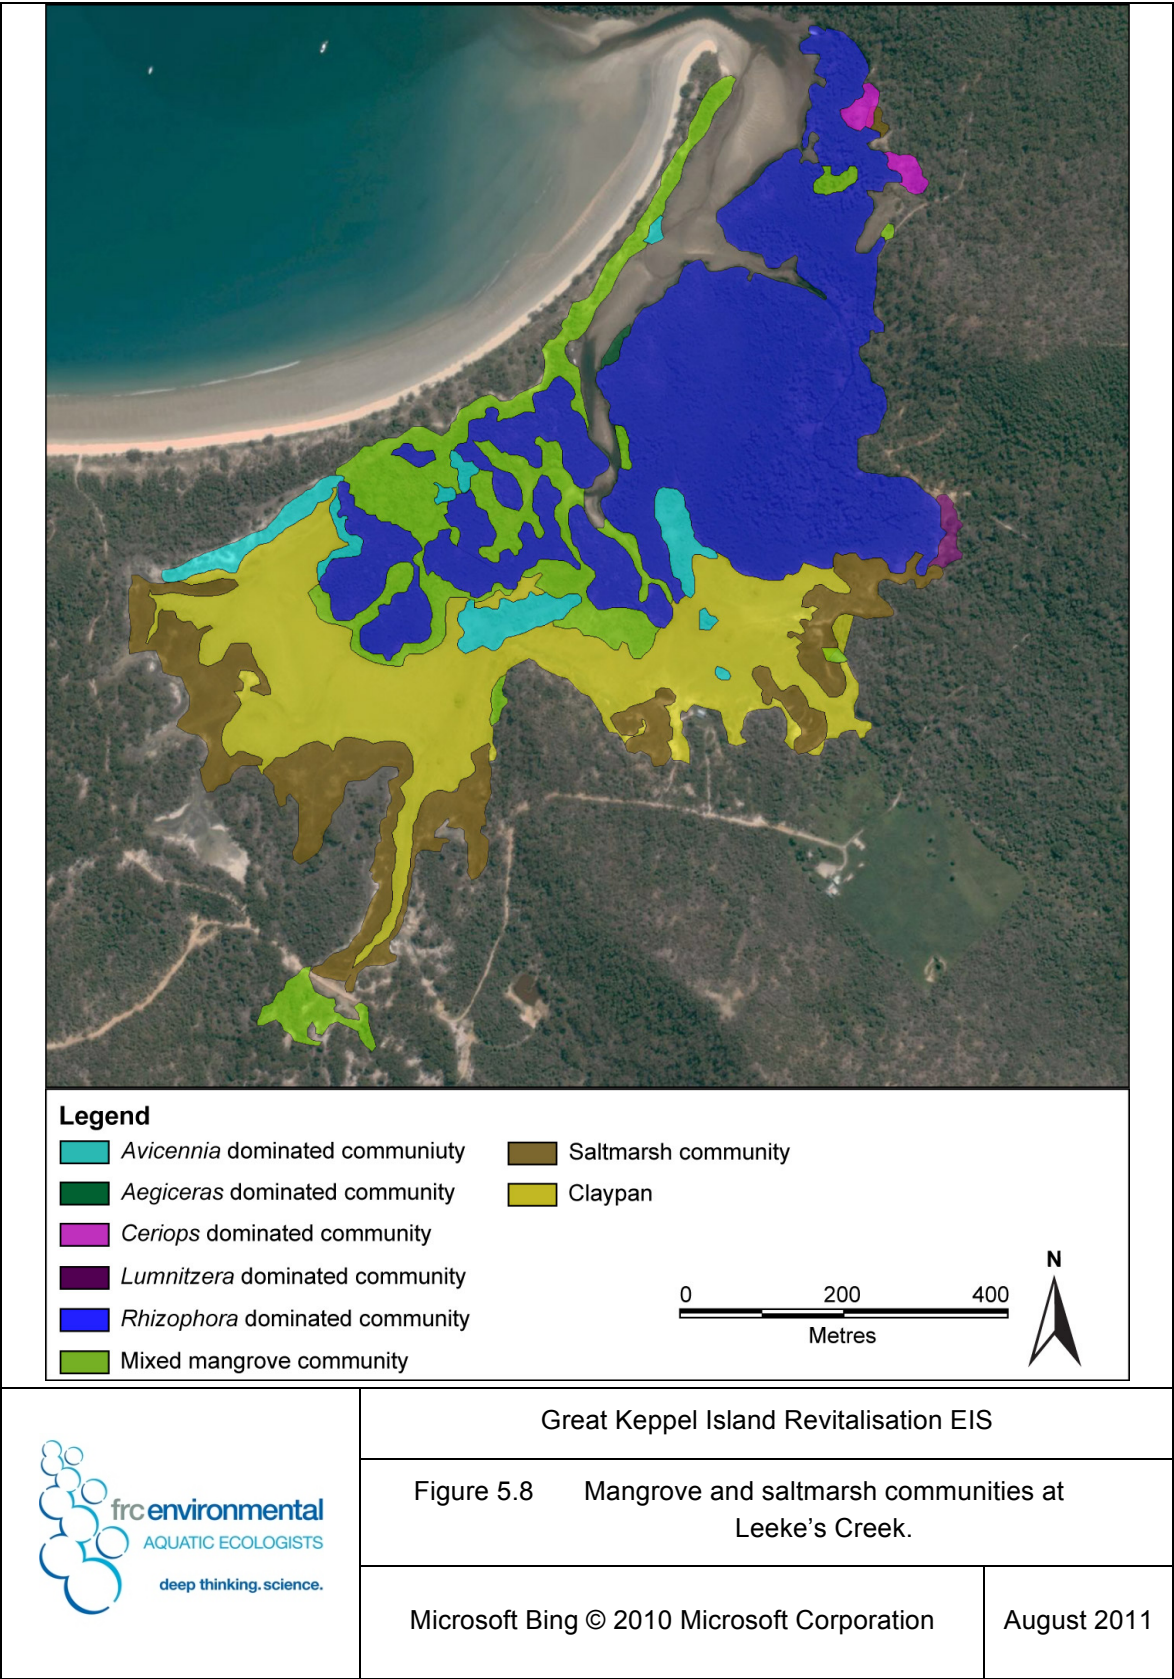 Legend
Avicennia dominated communiuty
Aegiceras dominated community
Ceriops dominated community
Lumnitzera dominated community
Rhizophora dominated community
Mixed mangrove community
Saltmarsh community
Claypan
0 200 400
Metres
N
frcenvironmental
AQUATIC ECOLOGISTS
deep thinking.science.
Great Keppel Island Revitalisation EIS
Figure 5.8 Mangrove and saltmarsh communities at
Leeke’s Creek.
Microsoft Bing © 2010 Microsoft Corporation
August 2011